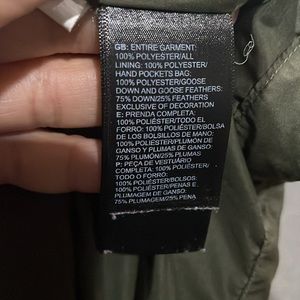 GB: ENTIRE GARMENT:
100% POLYESTER/ALL
LINING: 100% POLYESTER/
HAND POCKETS BAG:
100% POLYESTER/GOOSE
DOWN AND GOOSE FEATHERS:
75% DOWN/25% FEATHERS
EXCLUSIVE OF DECORATION
E: PRENDA COMPLETA:
100% POLIÉSTER/TODO EL
FORRO: 100% POLIÉSTER/BOLSA
DE LOS BOLSILLOS DE MANO:
100% POLIÉSTER/PLUMÓN DE
GANSO Y PLUMAS DE GANSO:
75% PLUMÓN/25% PLUMAS
P: PEÇA DE VESTUÁRIO
COMPLETA: 100% POLIÉSTER/
TODO O FORRO:
100% POLIÉSTER/BOLSOS:
100% POLIÉSTER/PENAS E
PLUMAGEM DE GANSO:
75% PLUMAGEM/25% PENA